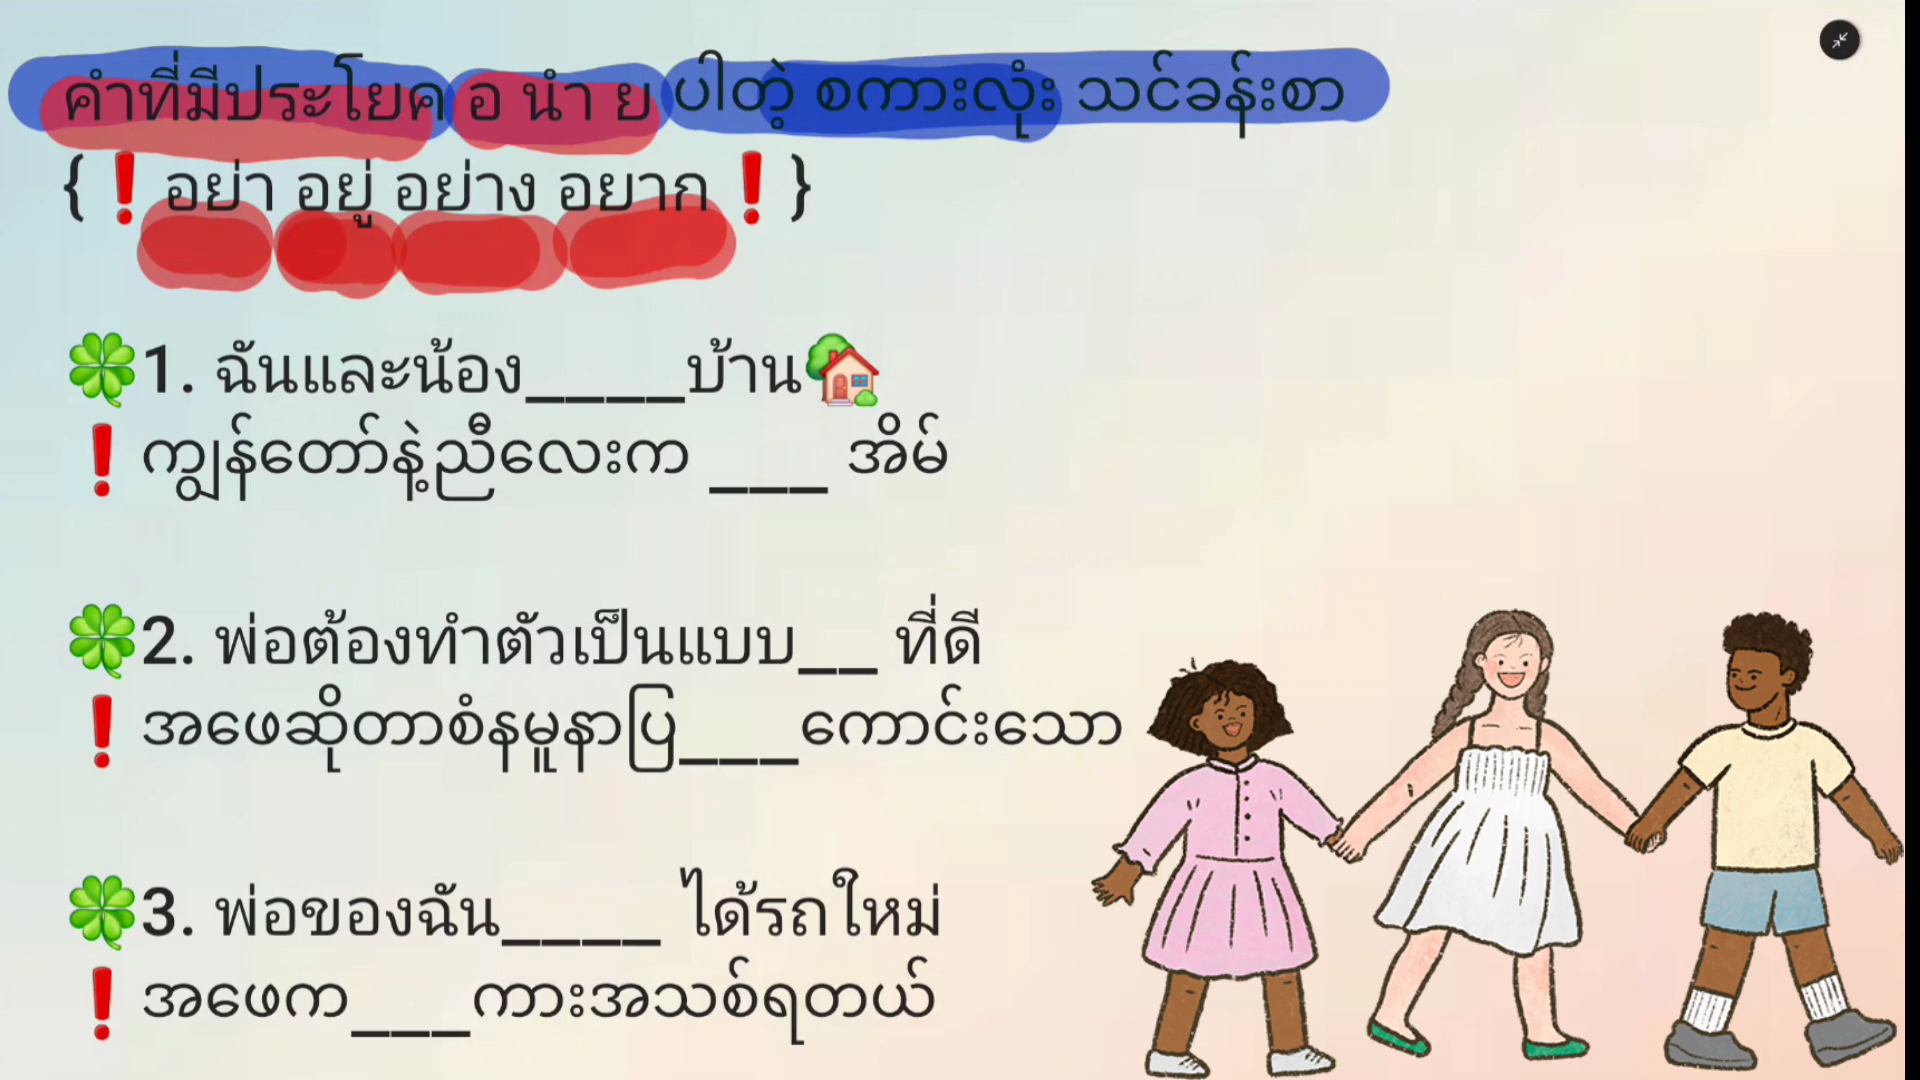 คำที่มีประโยค อ นำ ย ပါတဲ့ စကားလုံး သင်ခန်းစာ
{❗อย่า อยู่ อย่าง อยาก❗}
🍀1. ฉันและน้อง____บ้าน🏡
❗ကျွန်တော်နဲ့ညီလေးက ___ အိမ်
🍀2. พ่อต้องทำตัวเป็นแบบ__ ที่ดี
❗အဖေဆိုတာစံနမူနာပြ___ကောင်းသော
🍀3. พ่อของฉัน____ ได้รถใหม่
❗အဖေက___ကားအသစ်ရတယ်